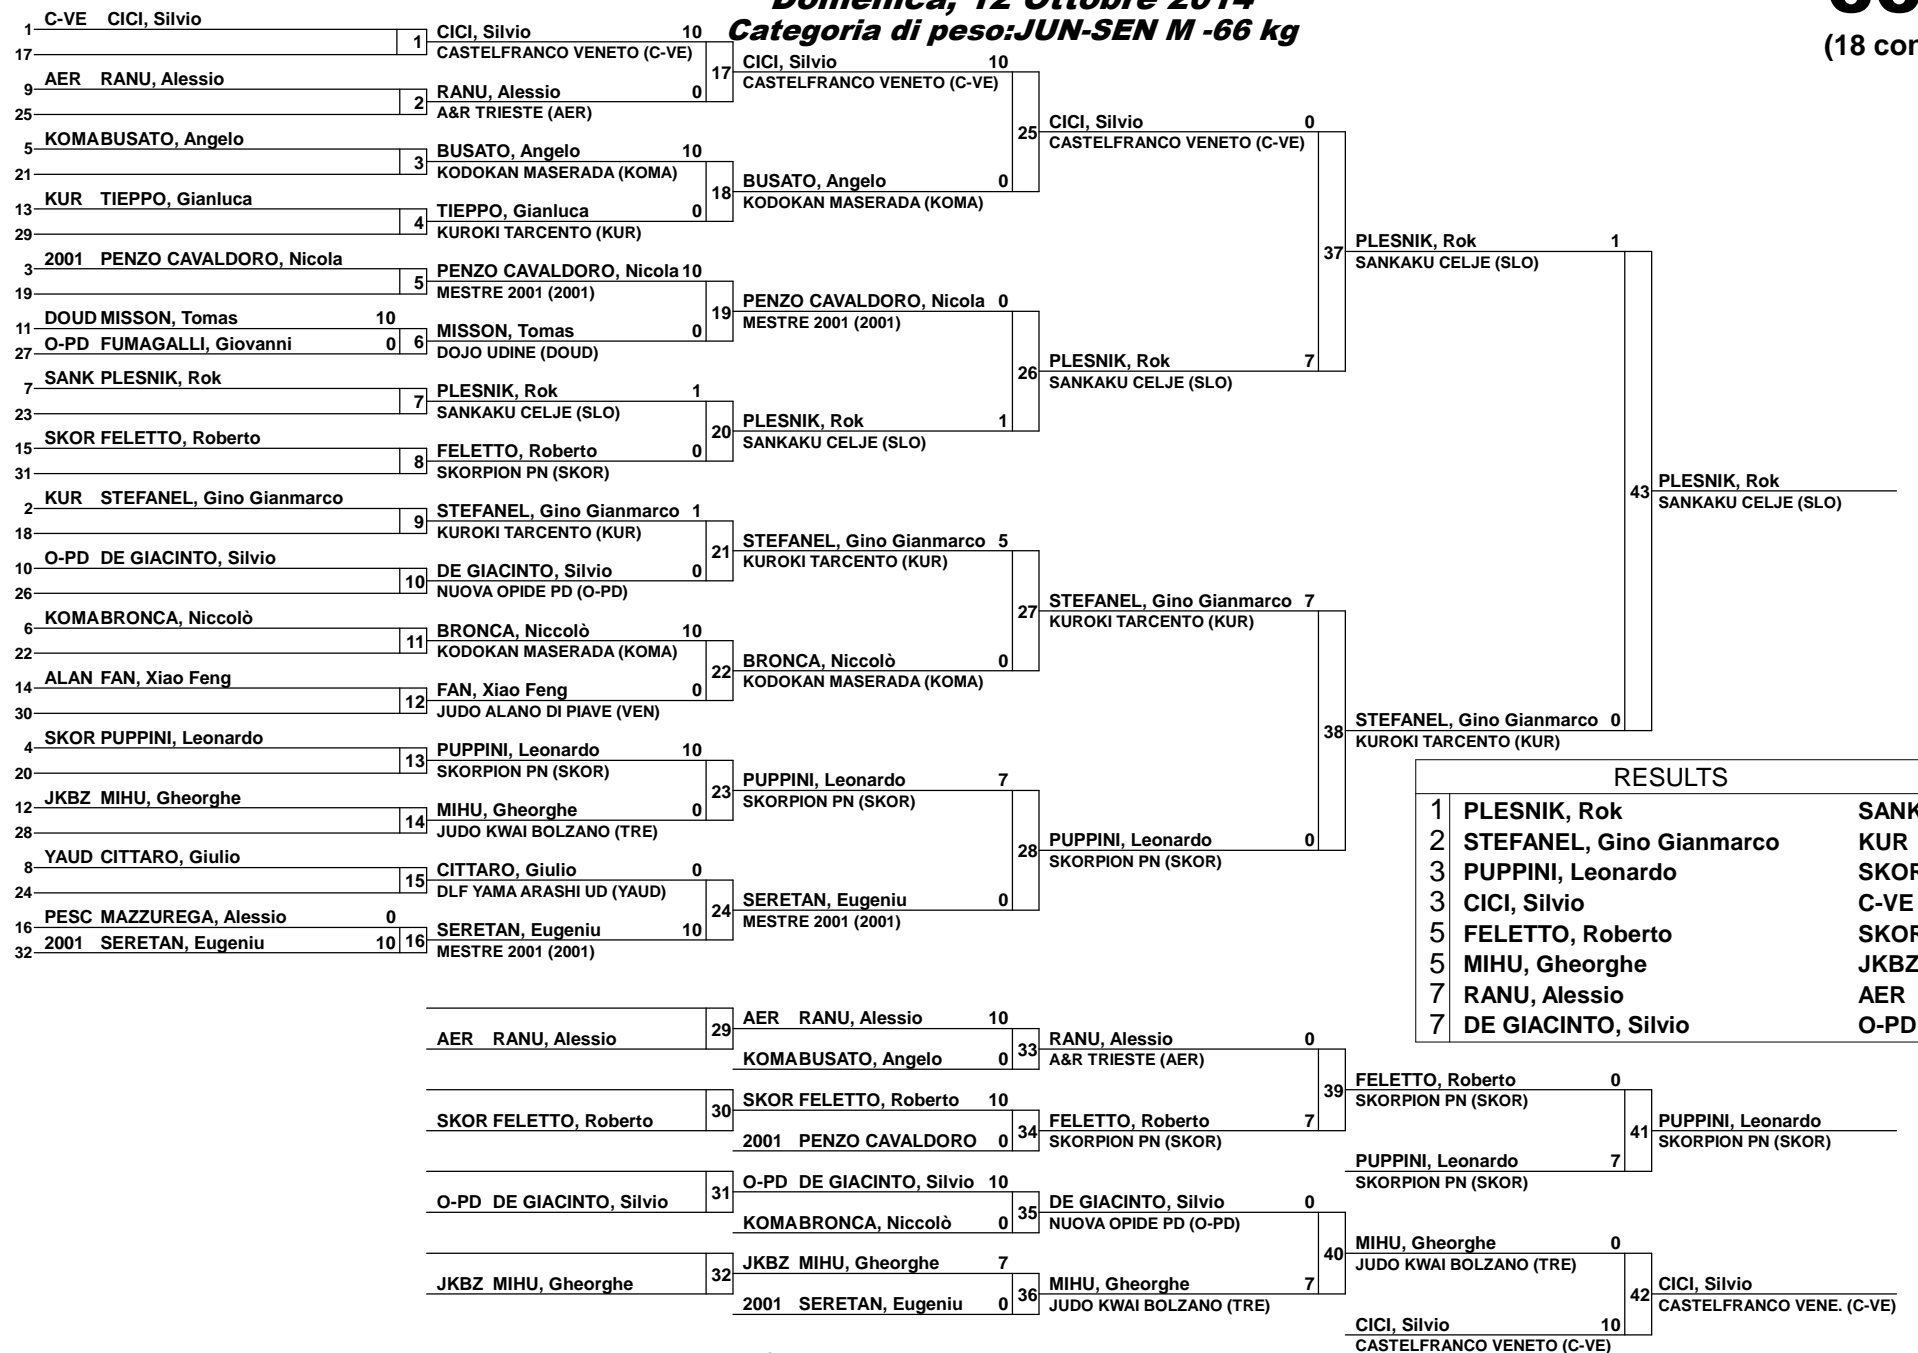 Domenica, 12 Ottobre 2014
Categoria di peso:JUN-SEN M -66 kg
1 C-VE CICI, Silvio
17
1
9 AER RANU, Alessio
25
2
5 KOMA BUSATO, Angelo
21
3
13 KUR TIEPPO, Gianluca
29
4
3 2001 PENZO CAVALDORO, Nicola
19
5
11 DOUD MISSON, Tomas 10
27 O-PD FUMAGALLI, Giovanni 0
6
7 SANK PLESNIK, Rok
23
7
15 SKOR FELETTO, Roberto
31
8
2 KUR STEFANEL, Gino Gianmarco
18
9
10 O-PD DE GIACINTO, Silvio
26
10
6 KOMA BRONCA, Niccolò
22
11
14 ALAN FAN, Xiao Feng
30
12
4 SKOR PUPPINI, Leonardo
20
13
12 JKBZ MIHU, Gheorghe
28
14
8 YAUD CITTARO, Giulio
24
15
16 PESC MAZZUREGA, Alessio 0
32 2001 SERETAN, Eugeniu 10
16
CICI, Silvio 10
CASTELFRANCO VENETO (C-VE)
17
RANU, Alessio 0
A&R TRIESTE (AER)
BUSATO, Angelo 10
KODOKAN MASERADA (KOMA)
18
TIEPPO, Gianluca 0
KUROKI TARCENTO (KUR)
PENZO CAVALDORO, Nicola 10
MESTRE 2001 (2001)
19
MISSON, Tomas 0
DOJO UDINE (DOUD)
PLESNIK, Rok 1
SANKAKU CELJE (SLO)
20
FELETTO, Roberto 0
SKORPION PN (SKOR)
STEFANEL, Gino Gianmarco 1
KUROKI TARCENTO (KUR)
21
DE GIACINTO, Silvio 0
NUOVA OPIDE PD (O-PD)
BRONCA, Niccolò 10
KODOKAN MASERADA (KOMA)
22
FAN, Xiao Feng 0
JUDO ALANO DI PIAVE (VEN)
PUPPINI, Leonardo 10
SKORPION PN (SKOR)
23
MIHU, Gheorghe 0
JUDO KWAI BOLZANO (TRE)
CITTARO, Giulio 0
DLF YAMA ARASHI UD (YAUD)
24
SERETAN, Eugeniu 10
MESTRE 2001 (2001)
CICI, Silvio 10
CASTELFRANCO VENETO (C-VE)
25
BUSATO, Angelo 0
KODOKAN MASERADA (KOMA)
PENZO CAVALDORO, Nicola 0
MESTRE 2001 (2001)
26
PLESNIK, Rok 1
SANKAKU CELJE (SLO)
STEFANEL, Gino Gianmarco 5
KUROKI TARCENTO (KUR)
27
BRONCA, Niccolò 0
KODOKAN MASERADA (KOMA)
PUPPINI, Leonardo 7
SKORPION PN (SKOR)
28
SERETAN, Eugeniu 0
MESTRE 2001 (2001)
CICI, Silvio 0
CASTELFRANCO VENETO (C-VE)
37
PLESNIK, Rok 7
SANKAKU CELJE (SLO)
STEFANEL, Gino Gianmarco 7
KUROKI TARCENTO (KUR)
38
PUPPINI, Leonardo 0
SKORPION PN (SKOR)
PLESNIK, Rok 1
SANKAKU CELJE (SLO)
43
STEFANEL, Gino Gianmarco 0
KUROKI TARCENTO (KUR)
PLESNIK, Rok
SANKAKU CELJE (SLO)
(18 con
RESULTS
1 PLESNIK, Rok SANK
2 STEFANEL, Gino Gianmarco KUR
3 PUPPINI, Leonardo SKOR
3 CICI, Silvio C-VE
5 FELETTO, Roberto SKOR
5 MIHU, Gheorghe JKBZ
7 RANU, Alessio AER
7 DE GIACINTO, Silvio O-PD
AER RANU, Alessio
29
SKOR FELETTO, Roberto
30
O-PD DE GIACINTO, Silvio
31
JKBZ MIHU, Gheorghe
32
AER RANU, Alessio 10
KOMA BUSATO, Angelo 0
33
SKOR FELETTO, Roberto 10
2001 PENZO CAVALDORO 0
34
O-PD DE GIACINTO, Silvio 10
KOMA BRONCA, Niccolò 0
35
JKBZ MIHU, Gheorghe 7
2001 SERETAN, Eugeniu 0
36
RANU, Alessio 0
A&R TRIESTE (AER)
39
FELETTO, Roberto 7
SKORPION PN (SKOR)
DE GIACINTO, Silvio 0
NUOVA OPIDE PD (O-PD)
40
MIHU, Gheorghe 7
JUDO KWAI BOLZANO (TRE)
FELETTO, Roberto 0
SKORPION PN (SKOR)
41
PUPPINI, Leonardo 7
SKORPION PN (SKOR)
MIHU, Gheorghe 0
JUDO KWAI BOLZANO (TRE)
42
CICI, Silvio 10
CASTELFRANCO VENETO (C-VE)
PUPPINI, Leonardo
SKORPION PN (SKOR)
CICI, Silvio
CASTELFRANCO VENE. (C-VE)